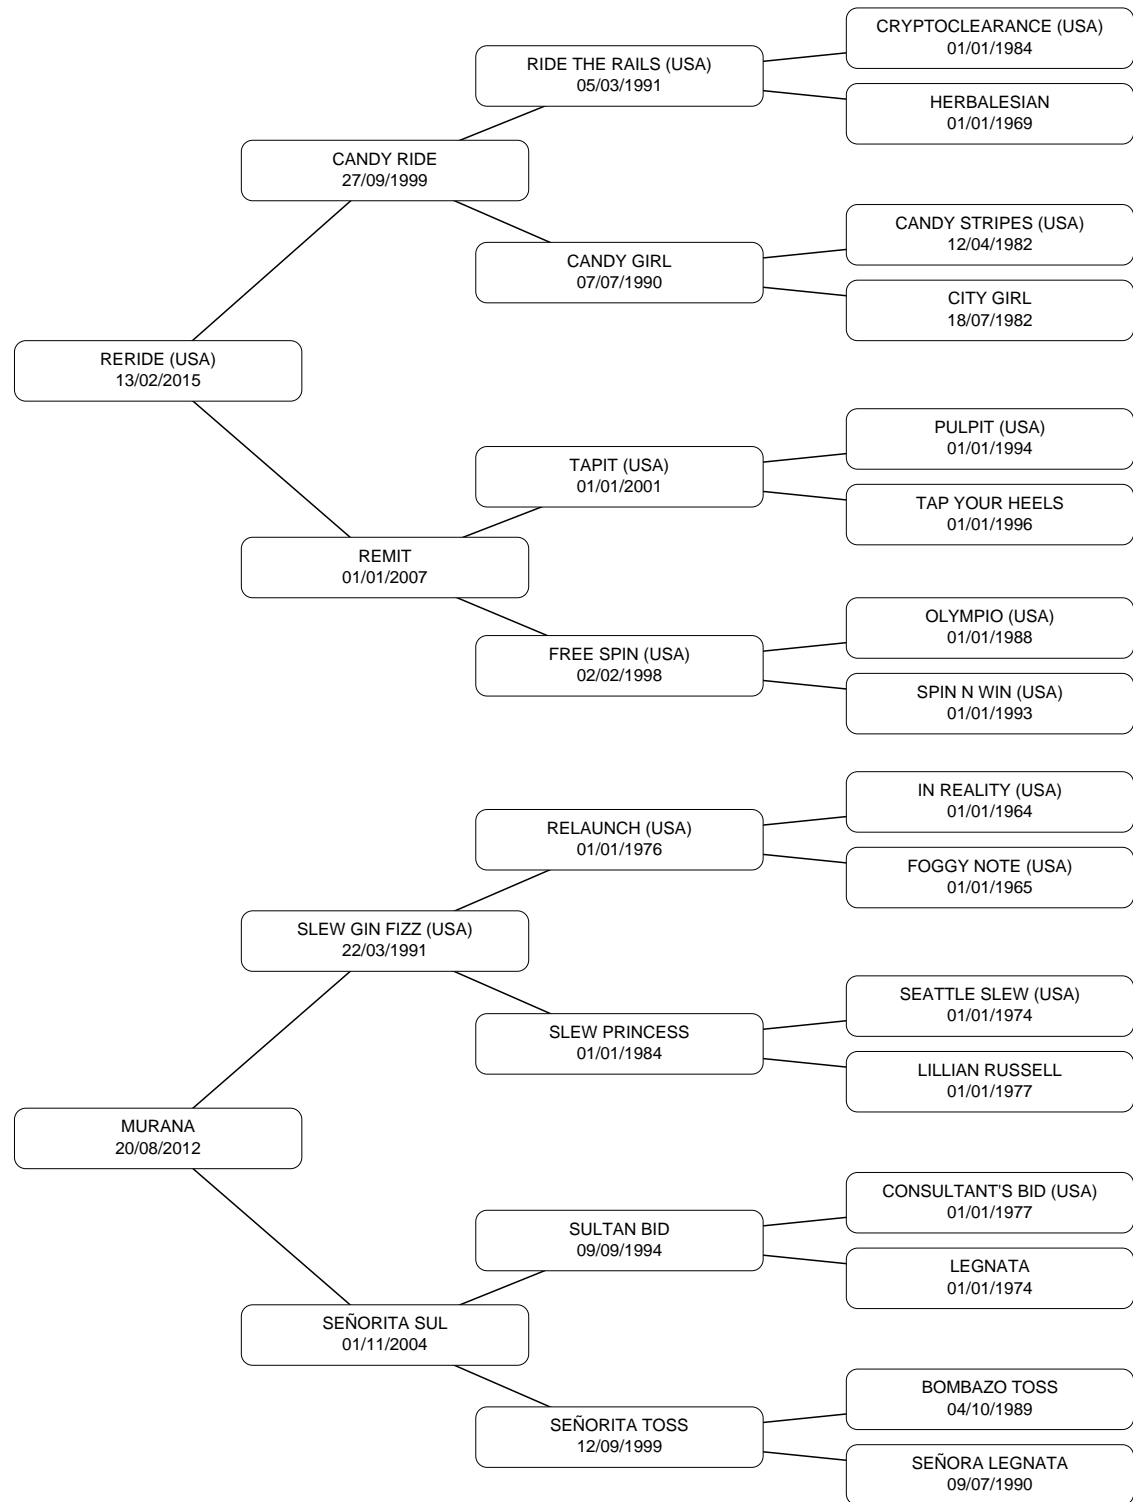 CRYPTOCLEARANCE (USA)
01/01/1984
RIDE THE RAILS (USA)
05/03/1991
HERBALESIAN
01/01/1969
CANDY RIDE
27/09/1999
CANDY STRIPES (USA)
12/04/1982
CANDY GIRL
07/07/1990
CITY GIRL
18/07/1982
RERIDE (USA)
13/02/2015
PULPIT (USA)
01/01/1994
TAPIT (USA)
01/01/2001
TAP YOUR HEELS
01/01/1996
REMIT
01/01/2007
OLYMPIO (USA)
01/01/1988
FREE SPIN (USA)
02/02/1998
SPIN N WIN (USA)
01/01/1993
IN REALITY (USA)
01/01/1964
RELAUNCH (USA)
01/01/1976
FOGGY NOTE (USA)
01/01/1965
SLEW GIN FIZZ (USA)
22/03/1991
SEATTLE SLEW (USA)
01/01/1974
SLEW PRINCESS
01/01/1984
LILLIAN RUSSELL
01/01/1977
MURANA
20/08/2012
CONSULTANT'S BID (USA)
01/01/1977
SULTAN BID
09/09/1994
LEGNATA
01/01/1974
SEÑORITA SUL
01/11/2004
BOMBAZO TOSS
04/10/1989
SEÑORITA TOSS
12/09/1999
SEÑORA LEGNATA
09/07/1990